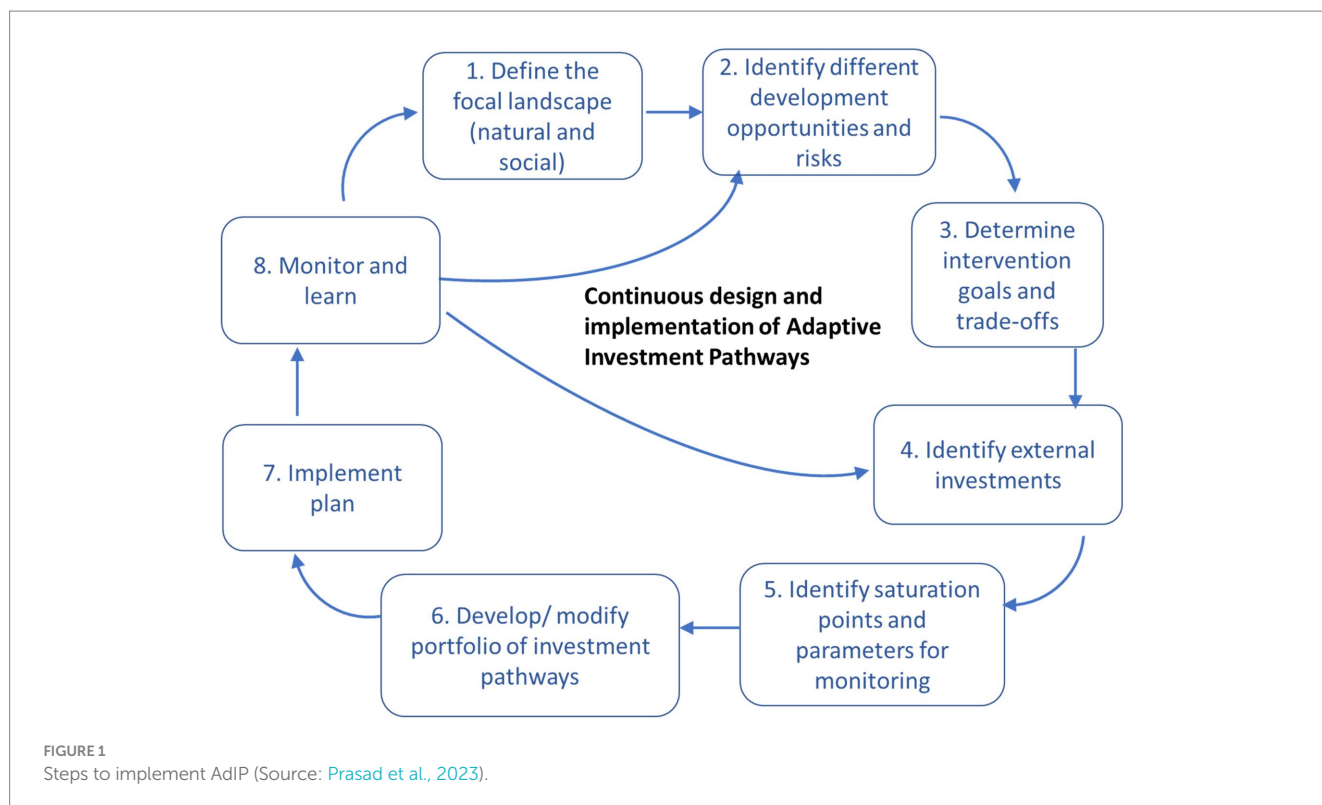 1. Define the
focal landscape
(natural and
social)
2. Identify different
development
opportunities and
risks
3. Determine
intervention
goals and
trade-offs
8. Monitor and
learn
Continuous design and
implementation of Adaptive
Investment Pathways
4. Identify external
investments
7. Implement
plan
5. Identify saturation
points and
parameters for
monitoring
6. Develop/ modify
portfolio of investment
pathways
FIGURE 1
Steps to implement AdIP (Source: Prasad et al., 2023).